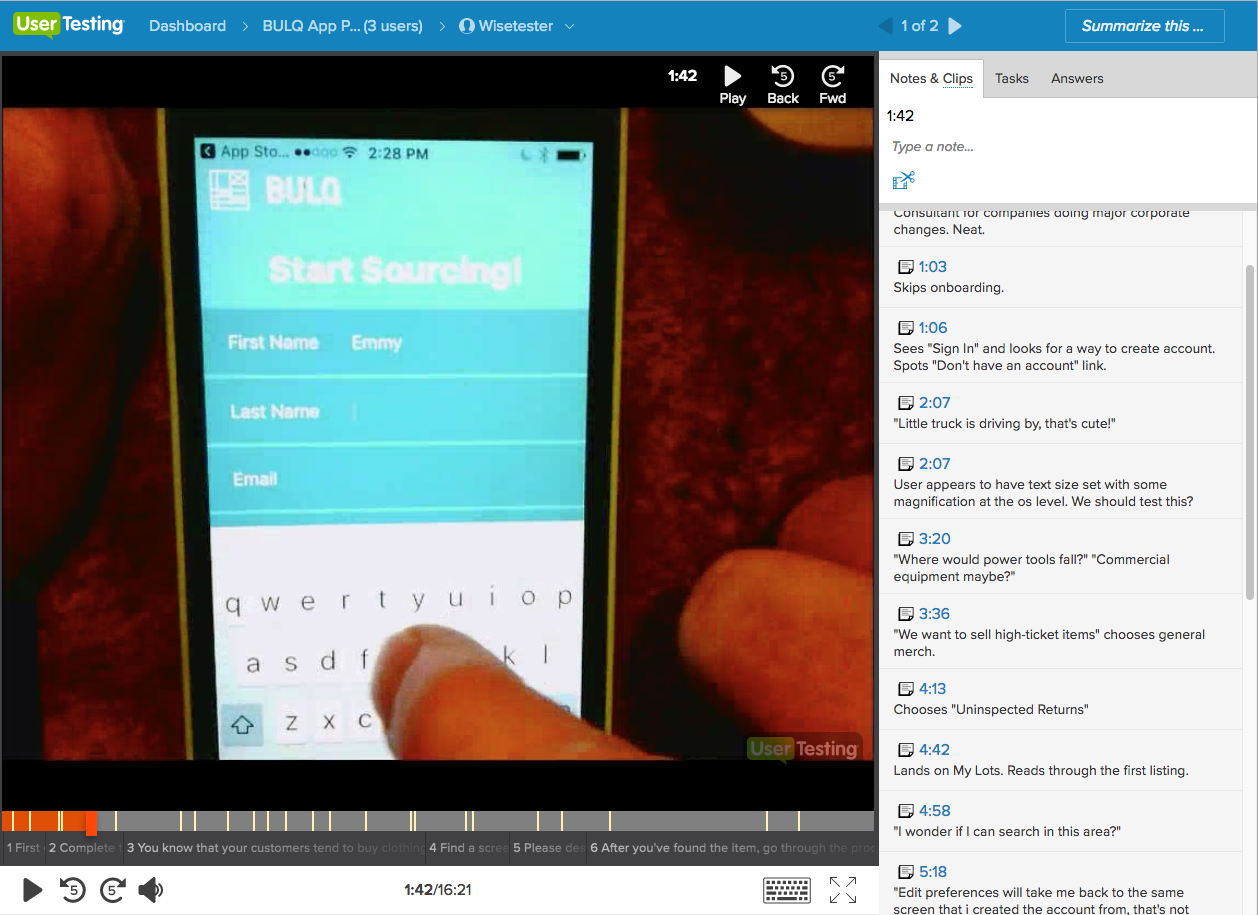 UserTesting Dashboard BULQ App P... (3 users) Wisetester 1 of 2 Summarize this ...
1:42
5 5
Play Back Fwd
App Sto... 2:28 PM
BULQ
Start Sourcing!
First Name Emmy
Last Name
Email
q w e r t y u i o p
a s d f k l
z x c
UserTesting
1 First 2 Complete 3 You know that your customers tend to buy clothing 4 Find a scree 5 Please des 6 After you've found the item, go through the proc
5 5 1:42/16:21
Notes & Clips Tasks Answers
1:42
Type a note...
Consultant for companies doing major corporate
changes. Neat.
1:03
Skips onboarding.
1:06
Sees "Sign In" and looks for a way to create account.
Spots "Don't have an account" link.
2:07
"Little truck is driving by, that's cute!"
2:07
User appears to have text size set with some
magnification at the os level. We should test this?
3:20
"Where would power tools fall?" "Commercial
equipment maybe?"
3:36
"We want to sell high-ticket items" chooses general
merch.
4:13
Chooses "Uninspected Returns"
4:42
Lands on My Lots. Reads through the first listing.
4:58
"I wonder if I can search in this area?"
5:18
"Edit preferences will take me back to the same
screen that i created the account from, that's not